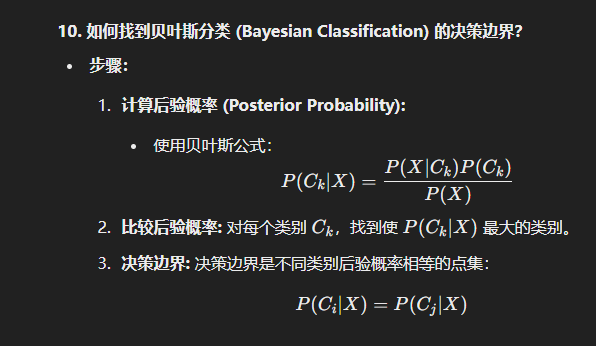 10. 如何找到贝叶斯分类 (Bayesian Classification) 的决策边界？
• 步骤：
1. 计算后验概率 (Posterior Probability):
• 使用贝叶斯公式：
P(C_k|X) = \frac{P(X|C_k)P(C_k)}{P(X)}
2. 比较后验概率: 对每个类别 C_k，找到使 P(C_k|X) 最大的类别。
3. 决策边界: 决策边界是不同类别后验概率相等的点集：
P(C_i|X) = P(C_j|X)